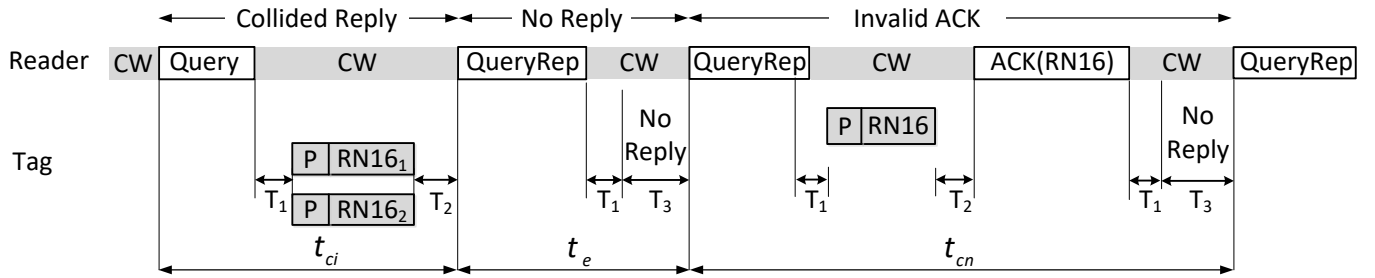 Collided Reply No Reply Invalid ACK
Reader CW Query CW QueryRep CW QueryRep CW ACK(RN16) CW QueryRep
P RN16 No Reply
No Reply
Tag P RN16₁
T₁ P RN16₂ T₂ T₁ T₃ T₁ T₂ T₁ T₃
t_ci t_e t_cn